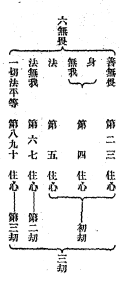 六無畏
善無畏 第二三住心
身
無我
第四住心
法 第五住心
初劫
法無我 第六七住心 第二劫
一切法平等 第八九十住心 第三劫
三劫